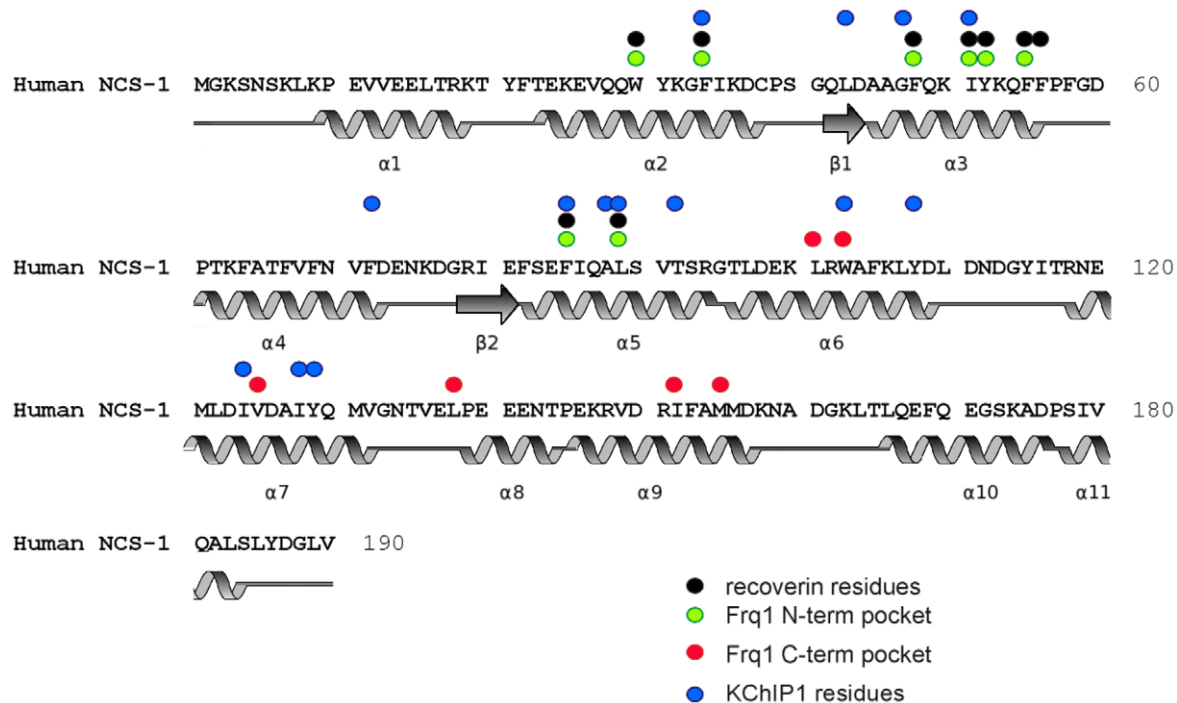 Human NCS-1 MGKSNSKLKP EVVEELTRKT YFTEKEVQQW YKGFIKDCPS GQLDAAGFQK IYKQFFPFGD 60
α1 α2 β1 α3
Human NCS-1 PTKFATFVFN VFDENKDGRI EFSEFIQALS VTSRGTLDEK LRWAFKLYDL DNDGYITRNE 120
α4 β2 α5 α6
Human NCS-1 MLDIVDAIYQ MVGNTVELPE EENTPEKRVD RIFAMMDKNA DGKLTLQEFQ EGSKADPSIV 180
α7 α8 α9 α10 α11
Human NCS-1 QALSLYDGLV 190
recoverin residues
Frq1 N-term pocket
Frq1 C-term pocket
KChIP1 residues